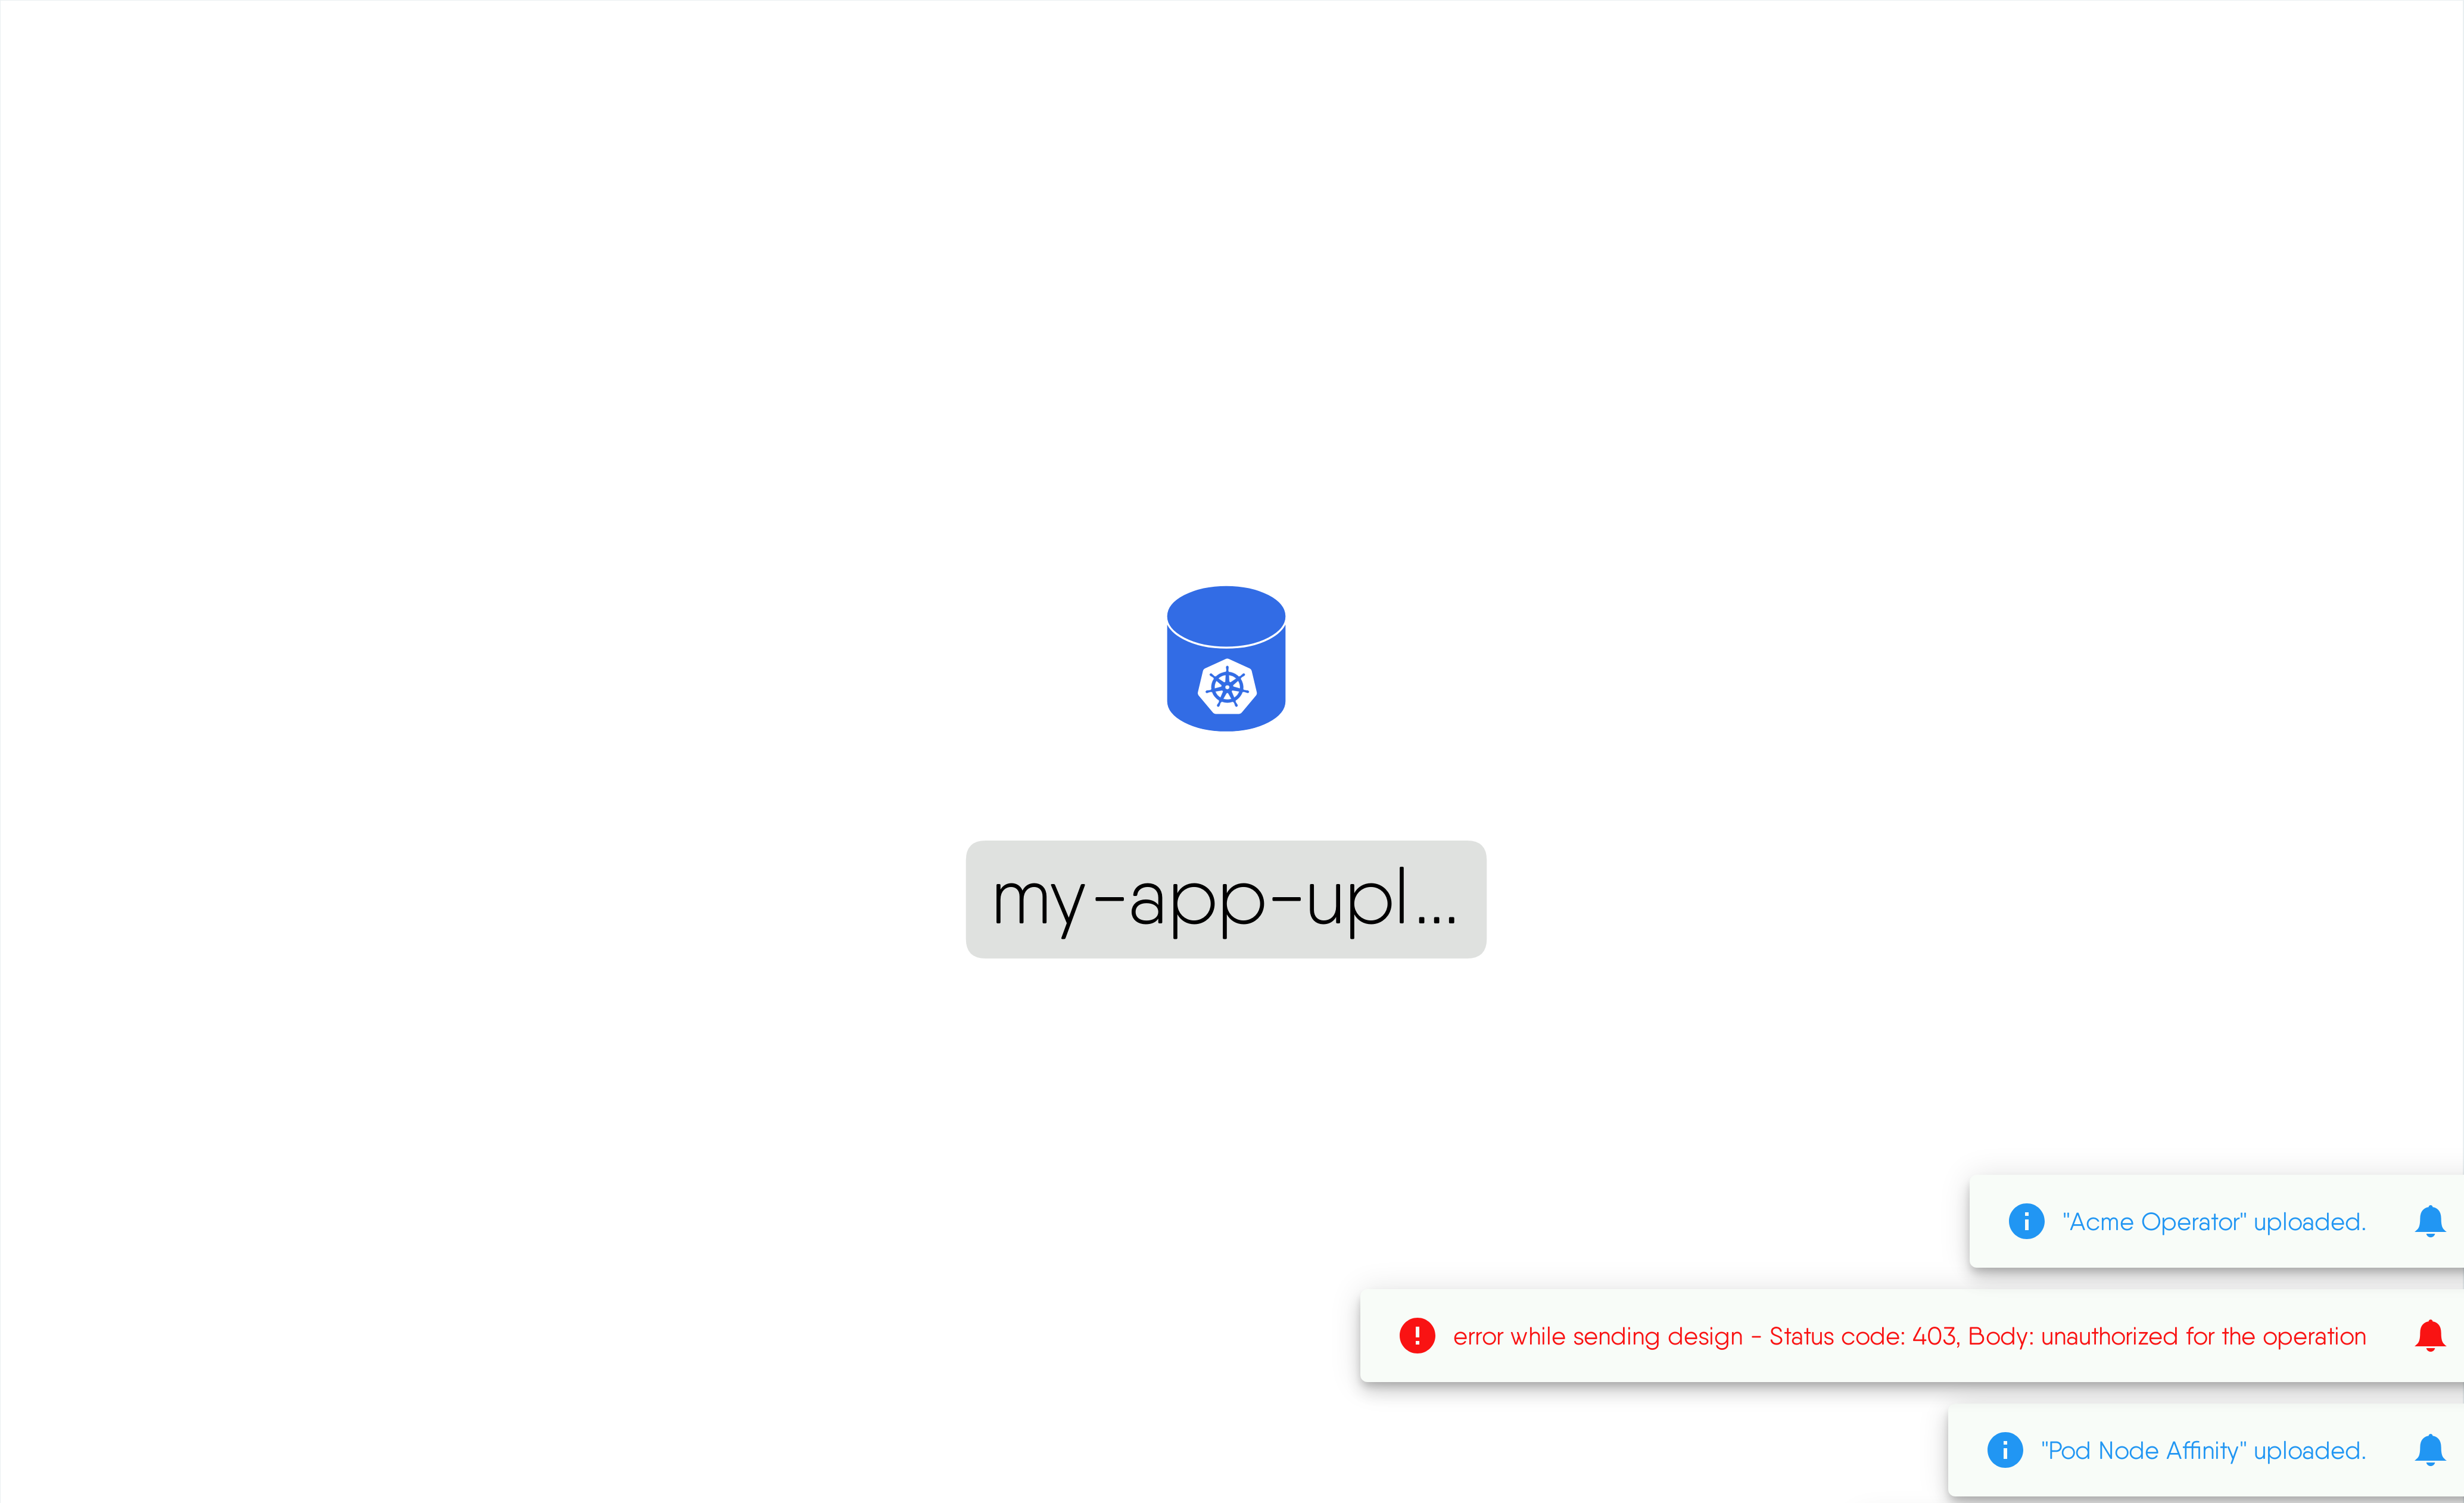 my-app-upl...
"Acme Operator" uploaded.
error while sending design - Status code: 403, Body: unauthorized for the operation
"Pod Node Affinity" uploaded.